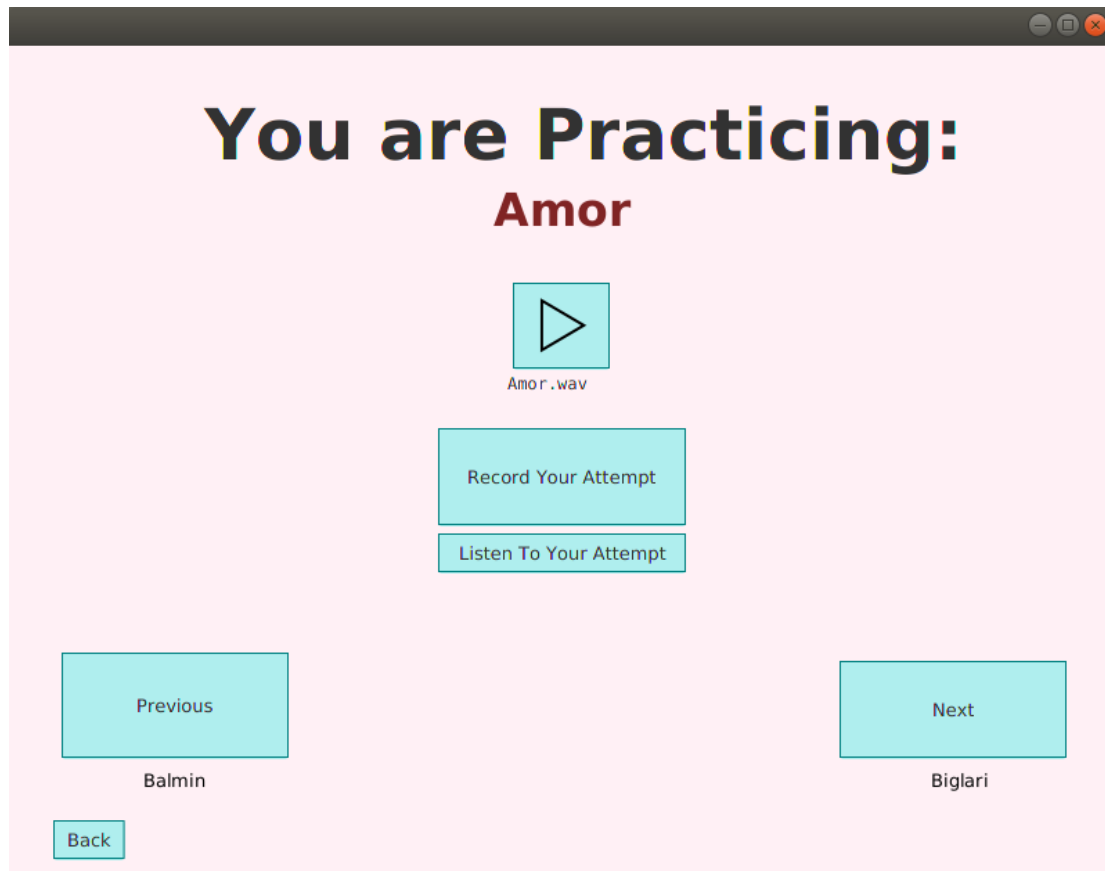 You are Practicing:
Amor
Amor.wav
Record Your Attempt
Listen To Your Attempt
Previous
Next
Balmin
Biglari
Back